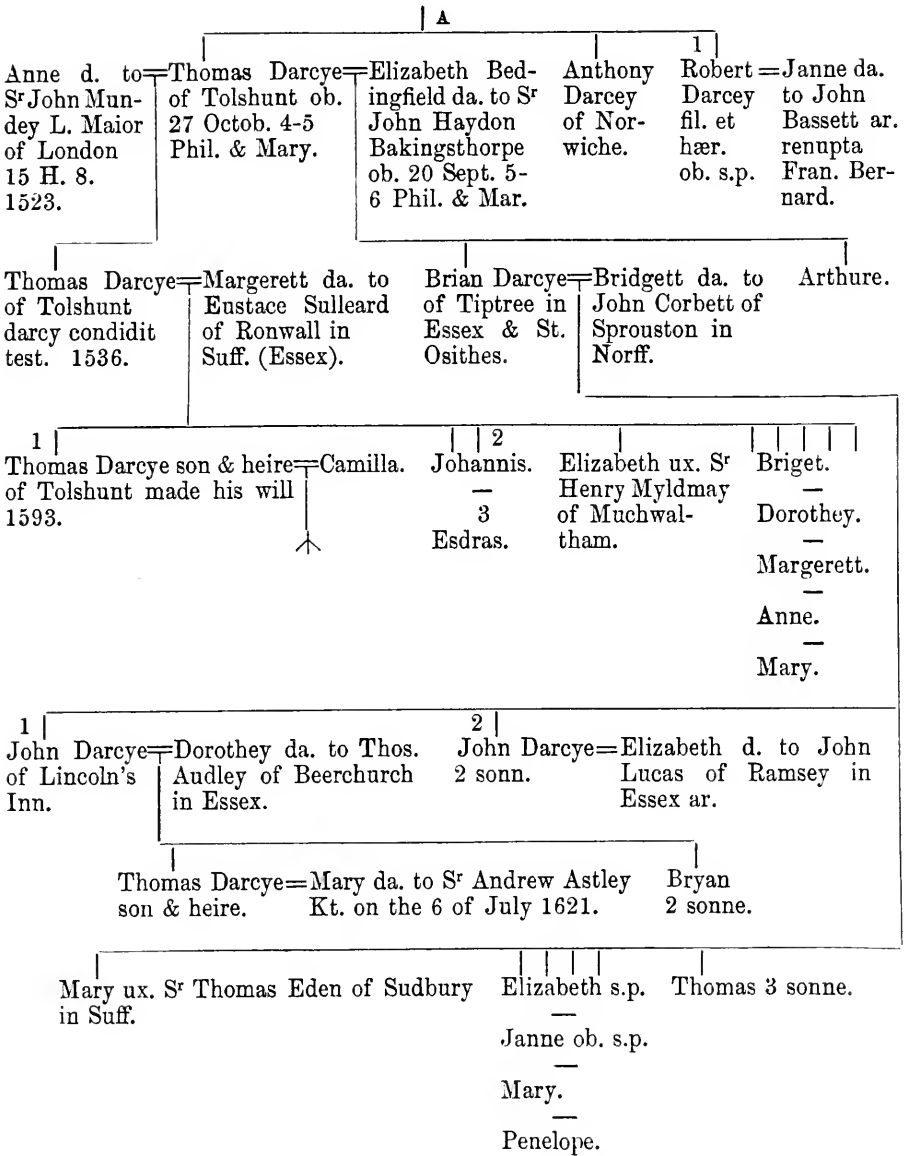 A
1
Anne d. to
Sʳ John Mun-
dey L. Maior
of London
15 H. 8.
1523.
Thomas Darcye
of Tolshunt ob.
27 Octob. 4-5
Phil. & Mary.
Elizabeth Bed-
ingfield da. to Sʳ
John Haydon
Bakingsthorpe
ob. 20 Sept. 5-
6 Phil. & Mar.
Anthony
Darcey
of Nor-
wiche.
Robert
Darcey
fil. et
hær.
ob. s.p.
Janne da.
to John
Bassett ar.
renupta
Fran. Ber-
nard.
Thomas Darcye
of Tolshunt
darcy condidit
test. 1536.
Margerett da. to
Eustace Sulleard
of Ronwall in
Suff. (Essex).
Brian Darcye
of Tiptree in
Essex & St.
Osithes.
Bridgett da. to
John Corbett of
Sprouston in
Norff.
Arthure.
1
Thomas Darcye son & heire
of Tolshunt made his will
1593.
Camilla.
2
Johannis.
—
3
Esdras.
Elizabeth ux. Sʳ
Henry Myldmay
of Muchwal-
tham.
Briget.
—
Dorothey.
—
Margerett.
—
Anne.
—
Mary.
1
John Darcye
of Lincoln's
Inn.
Dorothey da. to Thos.
Audley of Beerchurch
in Essex.
2
John Darcye
2 sonn.
Elizabeth d. to John
Lucas of Ramsey in
Essex ar.
Thomas Darcye
son & heire.
Mary da. to Sʳ Andrew Astley
Kt. on the 6 of July 1621.
Bryan
2 sonne.
Mary ux. Sʳ Thomas Eden of Sudbury
in Suff.
Elizabeth s.p.
—
Janne ob. s.p.
—
Mary.
—
Penelope.
Thomas 3 sonne.